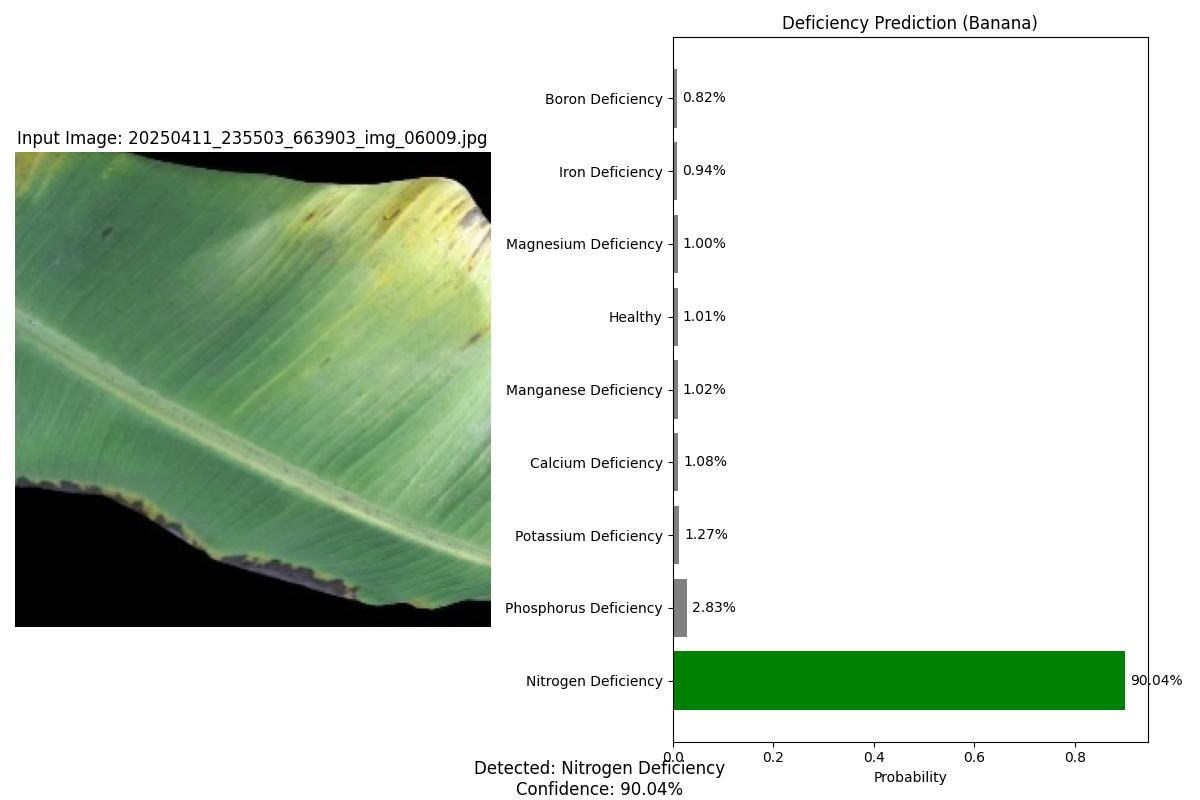 Input Image: 20250411_235503_663903_img_06009.jpg
Deficiency Prediction (Banana)
Boron Deficiency 0.82%
Iron Deficiency 0.94%
Magnesium Deficiency 1.00%
Healthy 1.01%
Manganese Deficiency 1.02%
Calcium Deficiency 1.08%
Potassium Deficiency 1.27%
Phosphorus Deficiency 2.83%
Nitrogen Deficiency 90.04%
0.0 0.2 0.4 0.6 0.8
Probability
Detected: Nitrogen Deficiency
Confidence: 90.04%